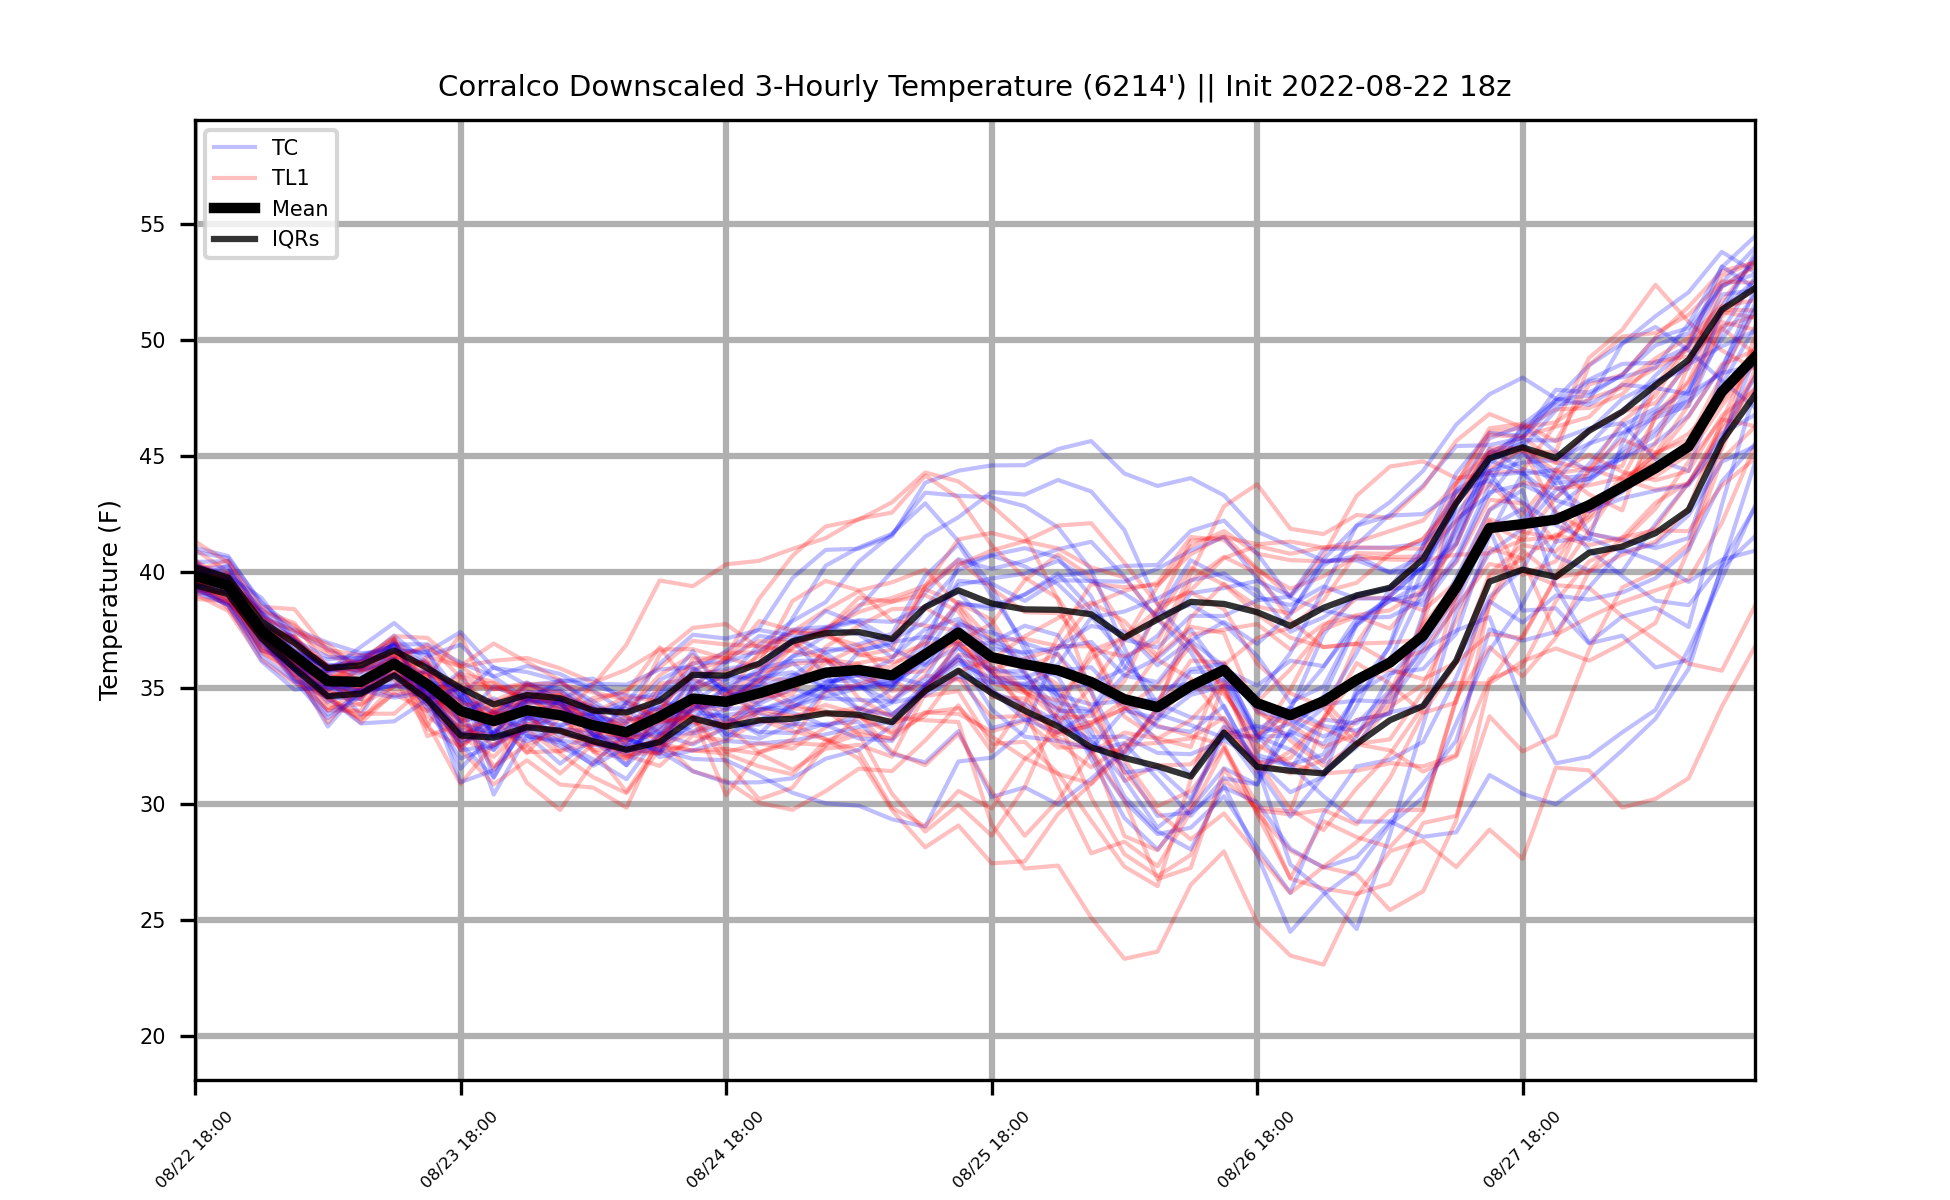 Corralco Downscaled 3-Hourly Temperature (6214') || Init 2022-08-22 18z
TC
TL1
Mean
IQRs
Temperature (F)
55
50
45
40
35
30
25
20
08/22 18:00
08/23 18:00
08/24 18:00
08/25 18:00
08/26 18:00
08/27 18:00